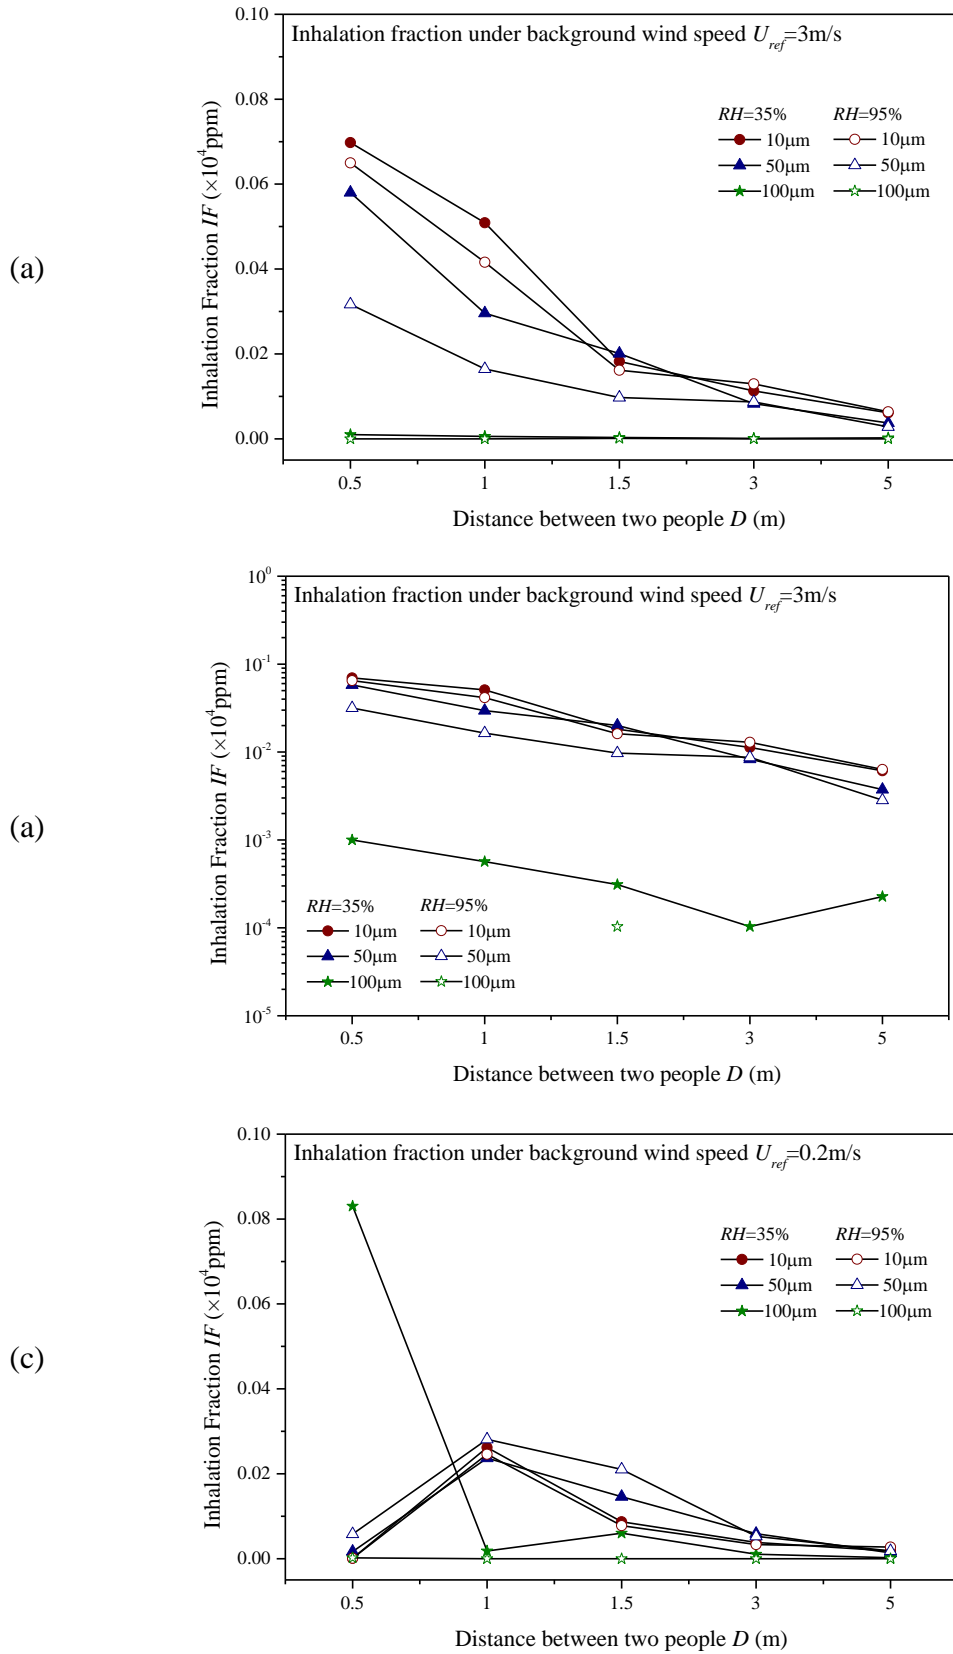 (a)
Inhalation fraction under background wind speed U_ref=3m/s
RH=35% RH=95%
10μm 10μm
50μm 50μm
100μm 100μm
Inhalation Fraction IF (×10⁴ppm)
0.10
0.08
0.06
0.04
0.02
0.00
0.5 1 1.5 3 5
Distance between two people D (m)
(a)
Inhalation fraction under background wind speed U_ref=3m/s
Inhalation Fraction IF (×10⁴ppm)
10⁰
10⁻¹
10⁻²
10⁻³
10⁻⁴
10⁻⁵
RH=35% RH=95%
10μm 10μm
50μm 50μm
100μm 100μm
0.5 1 1.5 3 5
Distance between two people D (m)
(c)
Inhalation fraction under background wind speed U_ref=0.2m/s
RH=35% RH=95%
10μm 10μm
50μm 50μm
100μm 100μm
Inhalation Fraction IF (×10⁴ppm)
0.10
0.08
0.06
0.04
0.02
0.00
0.5 1 1.5 3 5
Distance between two people D (m)